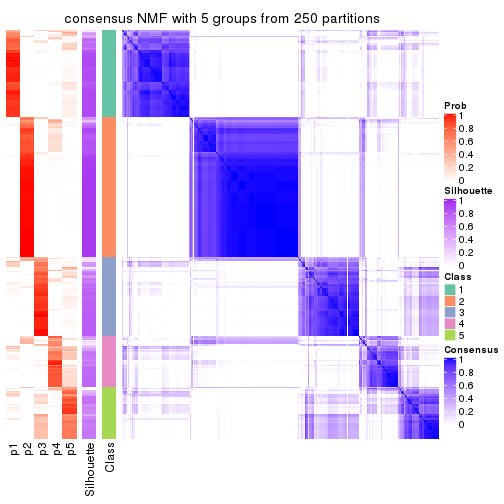 consensus NMF with 5 groups from 250 partitions
p1
p2
p3
p4
p5
Silhouette
Class
Prob
1
0.8
0.6
0.4
0.2
0
Silhouette
1
0.8
0.6
0.4
0.2
0
Class
1
2
3
4
5
Consensus
1
0.8
0.6
0.4
0.2
0